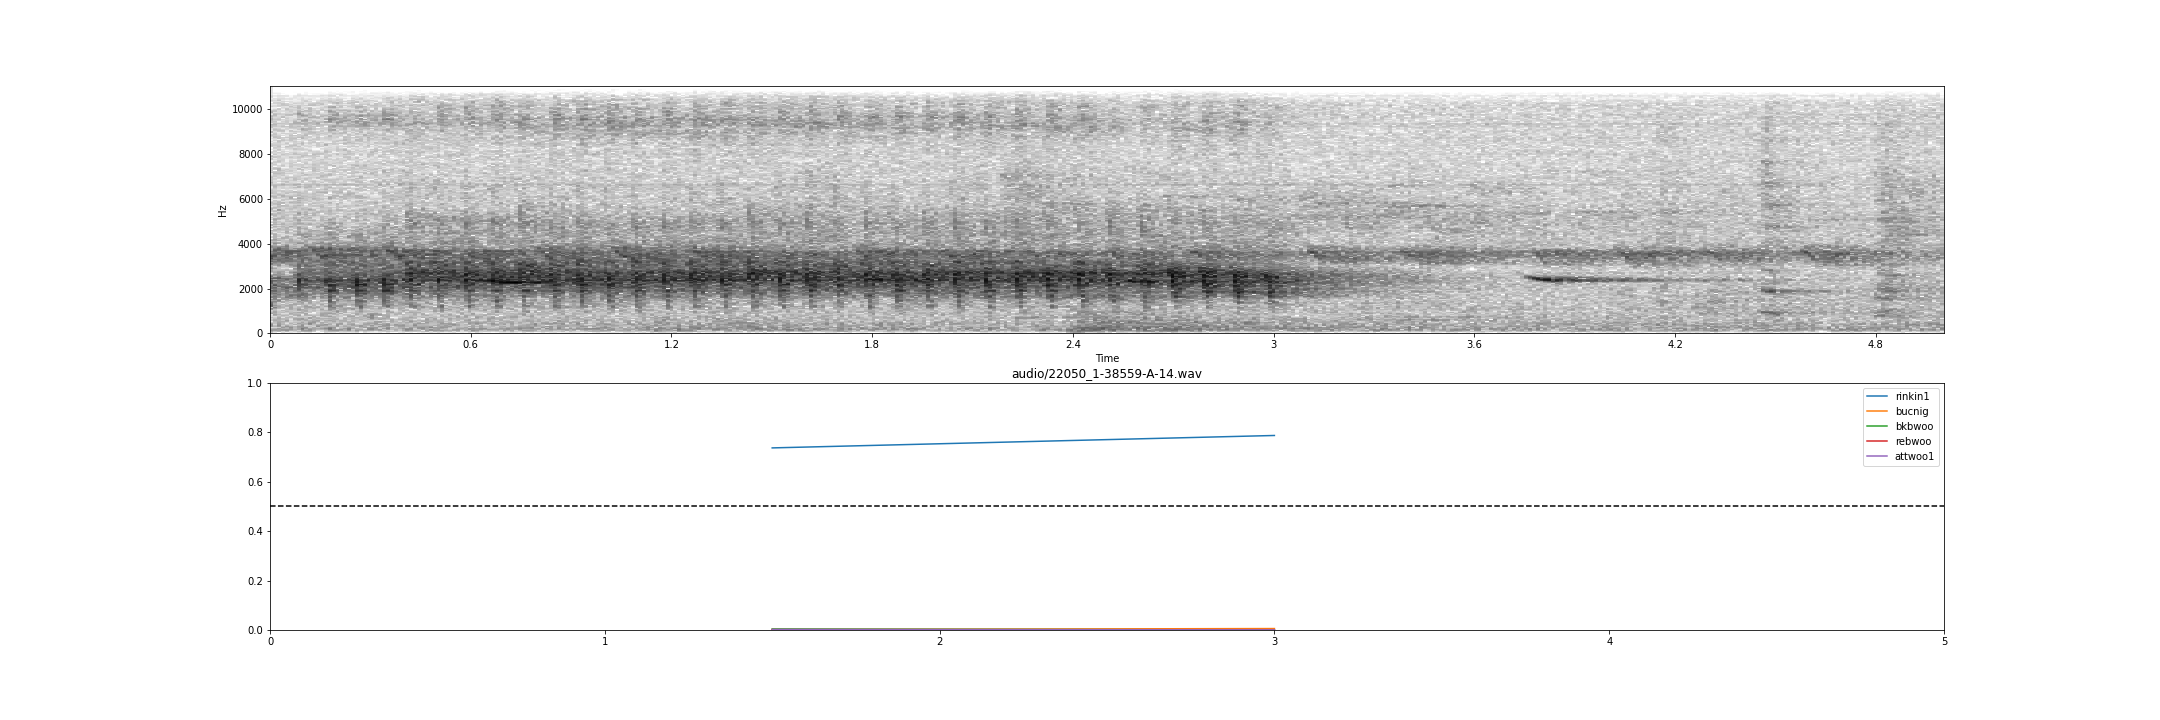 10000
8000
6000
4000
2000
0
Hz
0 0.6 1.2 1.8 2.4 3 3.6 4.2 4.8
Time
audio/22050_1-38559-A-14.wav
1.0
0.8
0.6
0.4
0.2
0.0
rinkin1
bucnig
bkbwoo
rebwoo
attwoo1
0 1 2 3 4 5